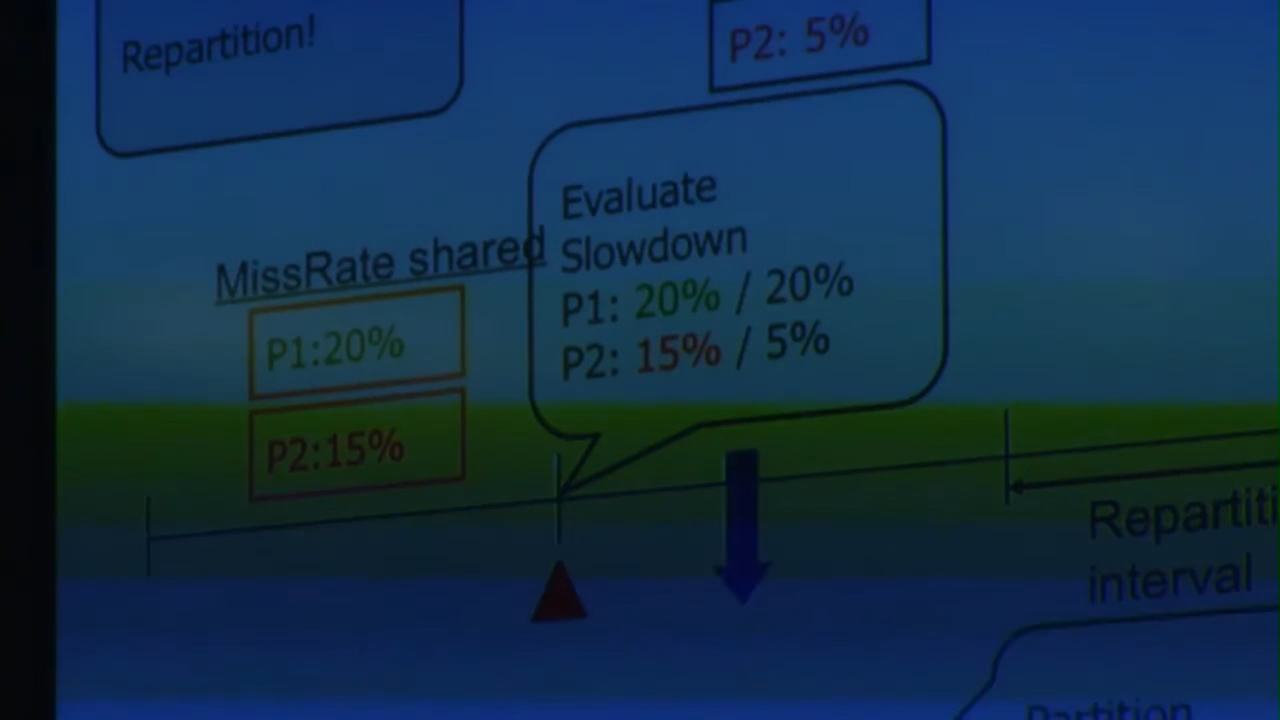 Repartition!
P2: 5%
Evaluate
Slowdown
P1: 20% / 20%
P2: 15% / 5%
MissRate shared
P1:20%
P2:15%
Repartiti
interval
Partition